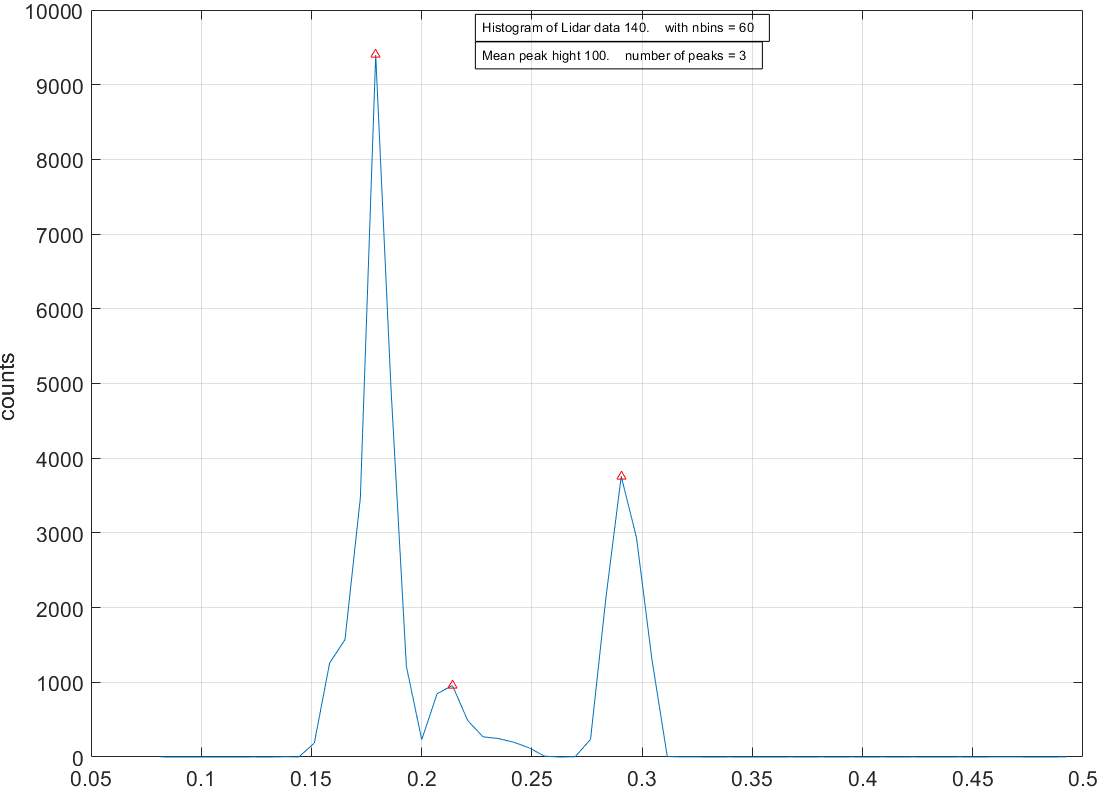 10000
Histogram of Lidar data 140. with nbins = 60
Mean peak hight 100. number of peaks = 3
9000
8000
7000
6000
5000
counts
4000
3000
2000
1000
0
0.05 0.1 0.15 0.2 0.25 0.3 0.35 0.4 0.45 0.5